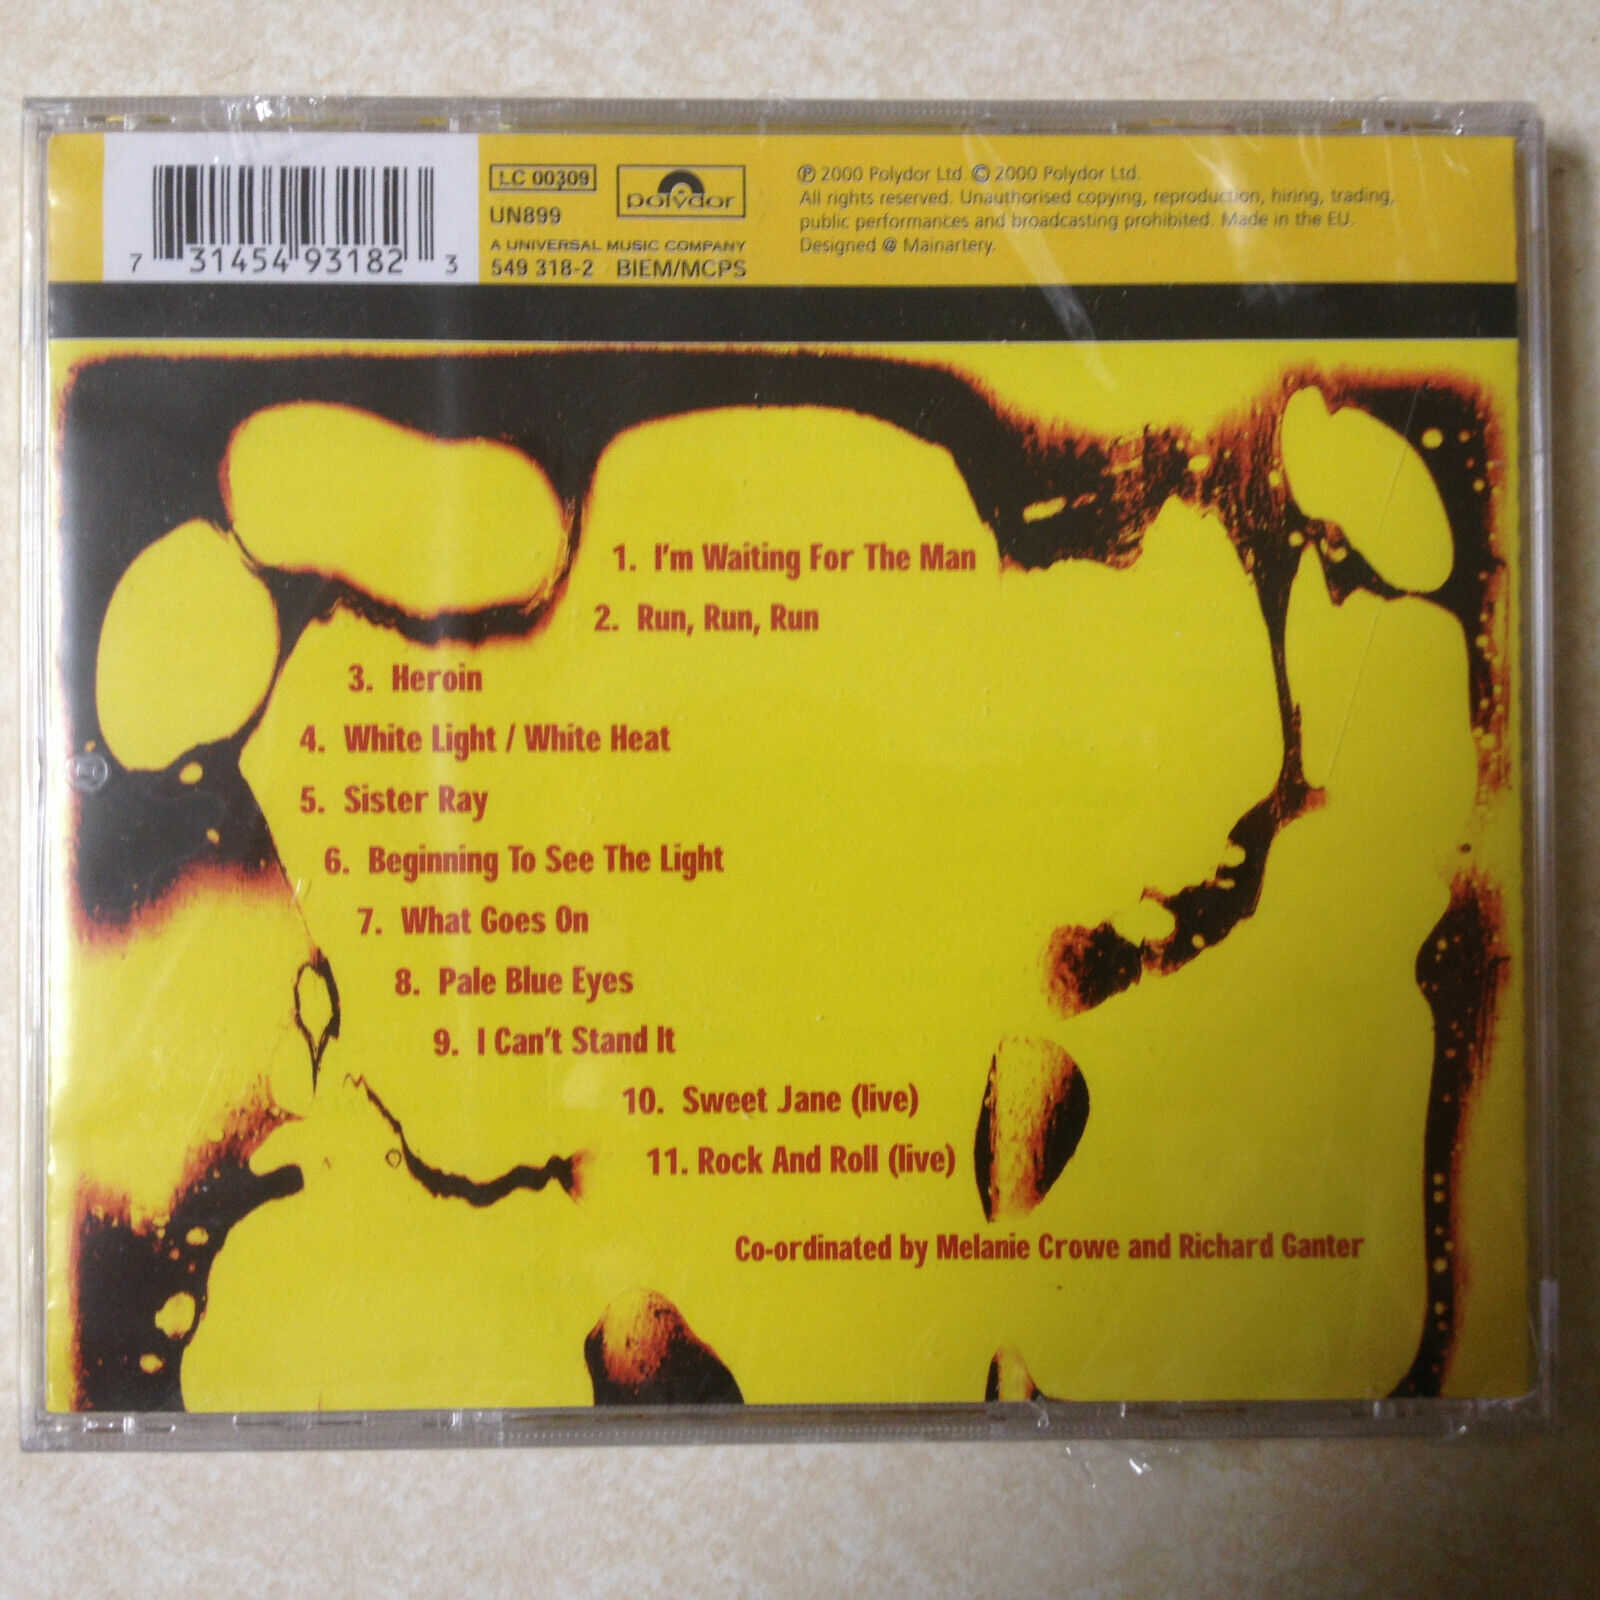 7 31454 93182 3
LC 00309
UN899
polydor
A UNIVERSAL MUSIC COMPANY
549 318-2 BIEM/MCPS
℗ 2000 Polydor Ltd. © 2000 Polydor Ltd.
All rights reserved. Unauthorised copying, reproduction, hiring, trading,
public performances and broadcasting prohibited. Made in the EU.
Designed @ Mainartery.
1. I'm Waiting For The Man
2. Run, Run, Run
3. Heroin
4. White Light / White Heat
5. Sister Ray
6. Beginning To See The Light
7. What Goes On
8. Pale Blue Eyes
9. I Can't Stand It
10. Sweet Jane (live)
11. Rock And Roll (live)
Co-ordinated by Melanie Crowe and Richard Ganter